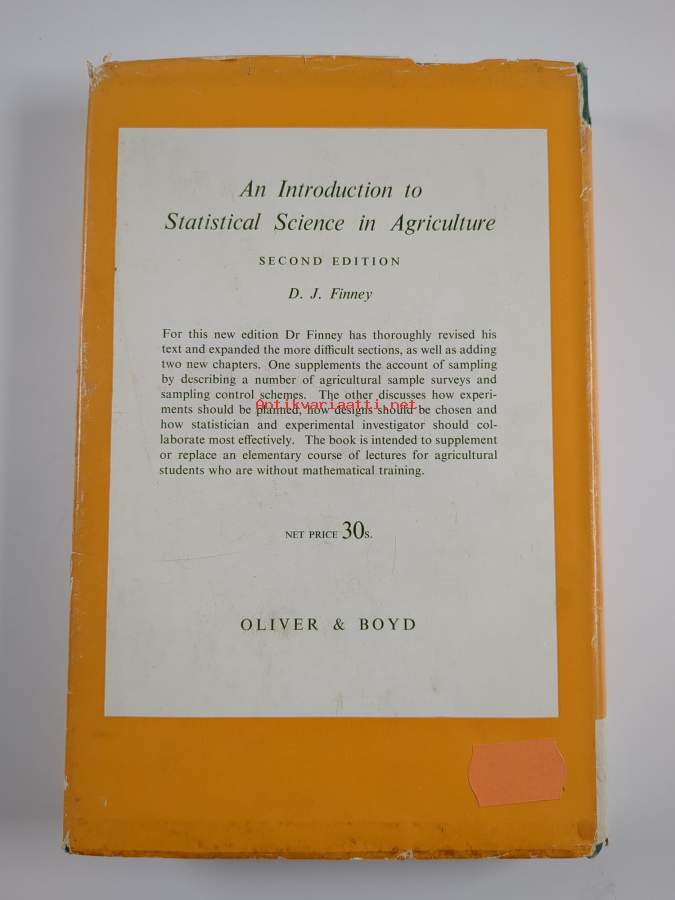 An Introduction to
Statistical Science in Agriculture
SECOND EDITION
D. J. Finney
For this new edition Dr Finney has thoroughly revised his
text and expanded the more difficult sections, as well as adding
two new chapters. One supplements the account of sampling
by describing a number of agricultural sample surveys and
sampling control schemes. The other discusses how experi-
ments should be planned, how designs should be chosen and
Antikvariaatti.net
how statistician and experimental investigator should col-
laborate most effectively. The book is intended to supplement
or replace an elementary course of lectures for agricultural
students who are without mathematical training.
NET PRICE 30s.
OLIVER & BOYD